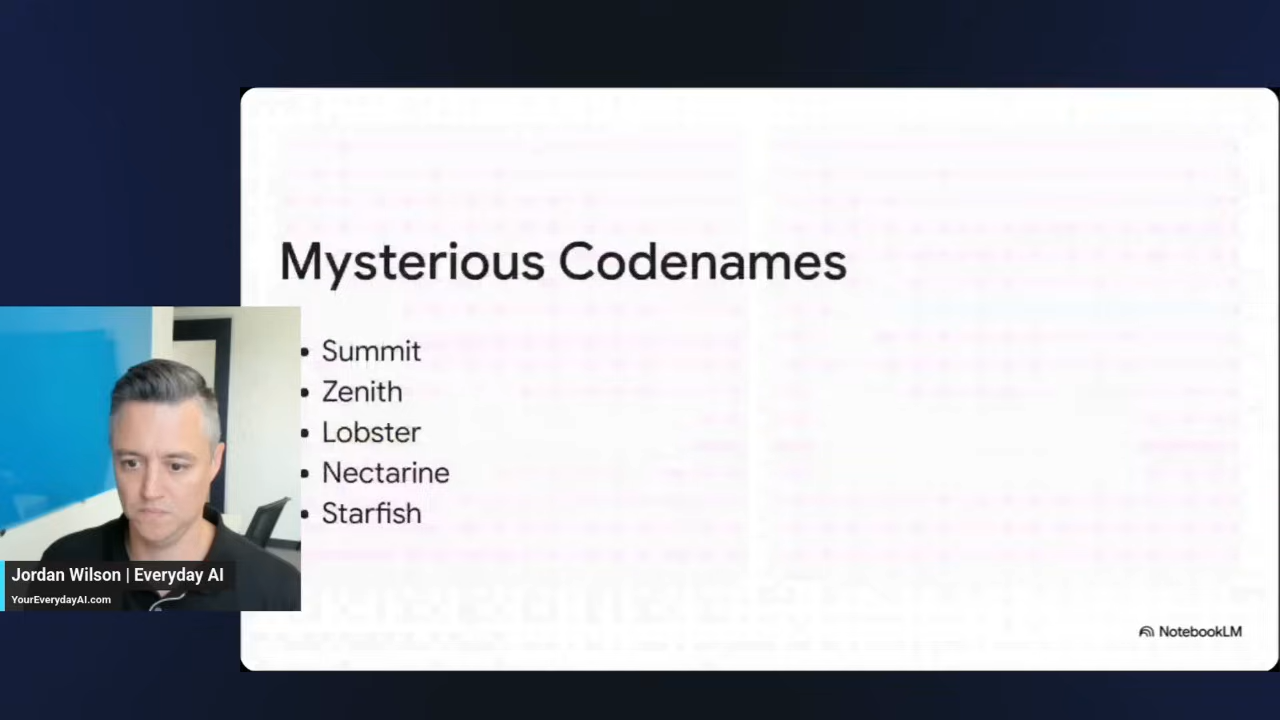 Mysterious Codenames
• Summit
• Zenith
• Lobster
• Nectarine
• Starfish
Jordan Wilson | Everyday AI
YourEverydayAI.com
NotebookLM